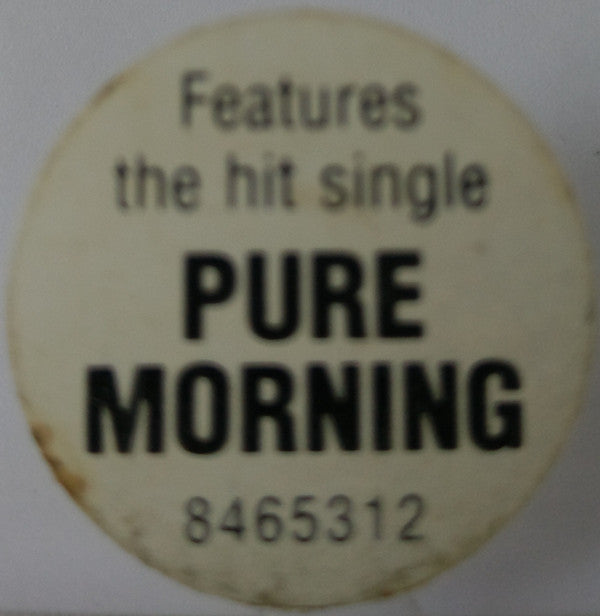 Features
the hit single
PURE
MORNING
8465312